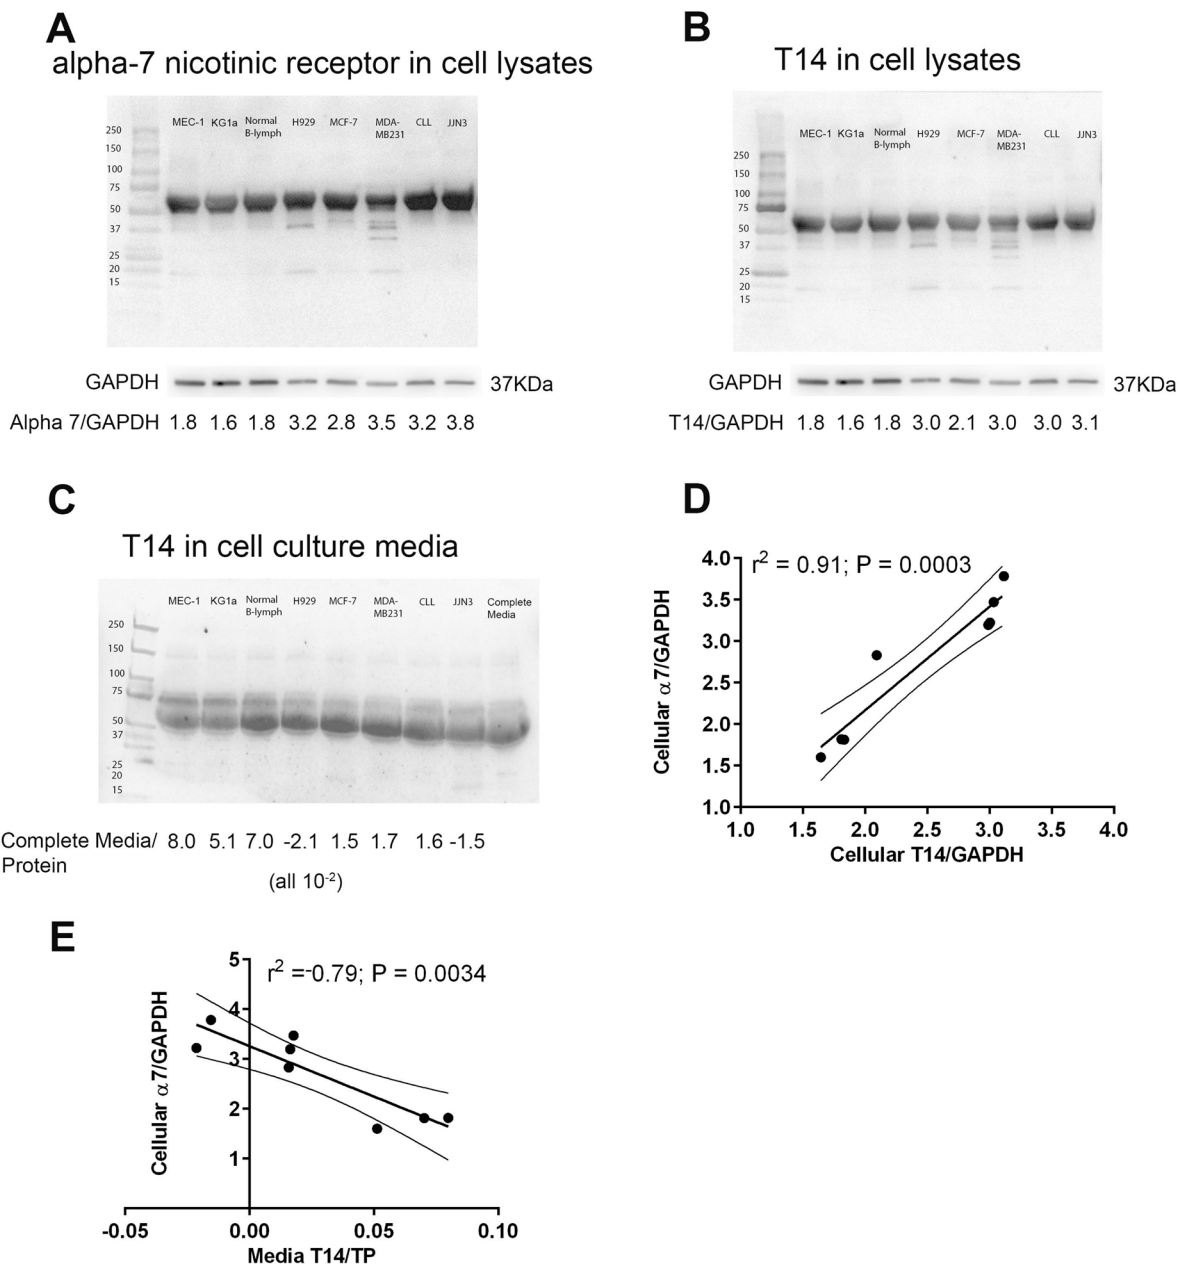 A
alpha-7 nicotinic receptor in cell lysates
MEC-1 KG1a Normal B-lymph H929 MCF-7 MDA-MB231 CLL JJN3
250
150
100
75
50
37
25
20
15
GAPDH 37KDa
Alpha 7/GAPDH 1.8 1.6 1.8 3.2 2.8 3.5 3.2 3.8
B
T14 in cell lysates
MEC-1 KG1a Normal B-lymph H929 MCF-7 MDA-MB231 CLL JJN3
250
150
100
75
50
37
25
20
15
GAPDH 37KDa
T14/GAPDH 1.8 1.6 1.8 3.0 2.1 3.0 3.0 3.1
C
T14 in cell culture media
MEC-1 KG1a Normal B-lymph H929 MCF-7 MDA-MB231 CLL JJN3 Complete Media
250
150
100
75
50
37
25
20
15
Complete Media/ 8.0 5.1 7.0 -2.1 1.5 1.7 1.6 -1.5
Protein
(all 10⁻²)
D
r² = 0.91; P = 0.0003
Cellular α7/GAPDH
4.0
3.5
3.0
2.5
2.0
1.5
1.0
1.0 1.5 2.0 2.5 3.0 3.5 4.0
Cellular T14/GAPDH
E
r² =-0.79; P = 0.0034
Cellular α7/GAPDH
5
4
3
2
1
-0.05 0.00 0.05 0.10
Media T14/TP